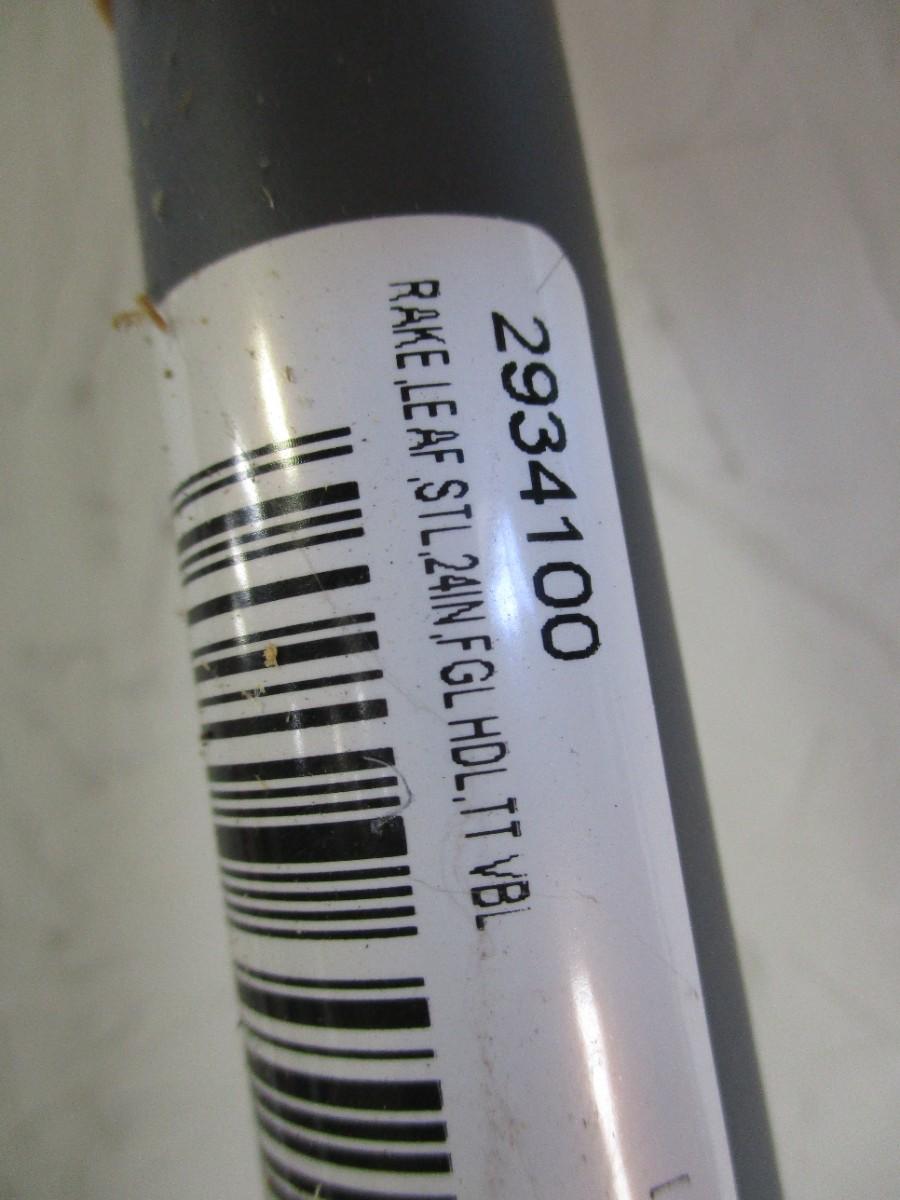 2934100
RAKE,LEAF,STL,24IN,FGL HDL,TT VBL